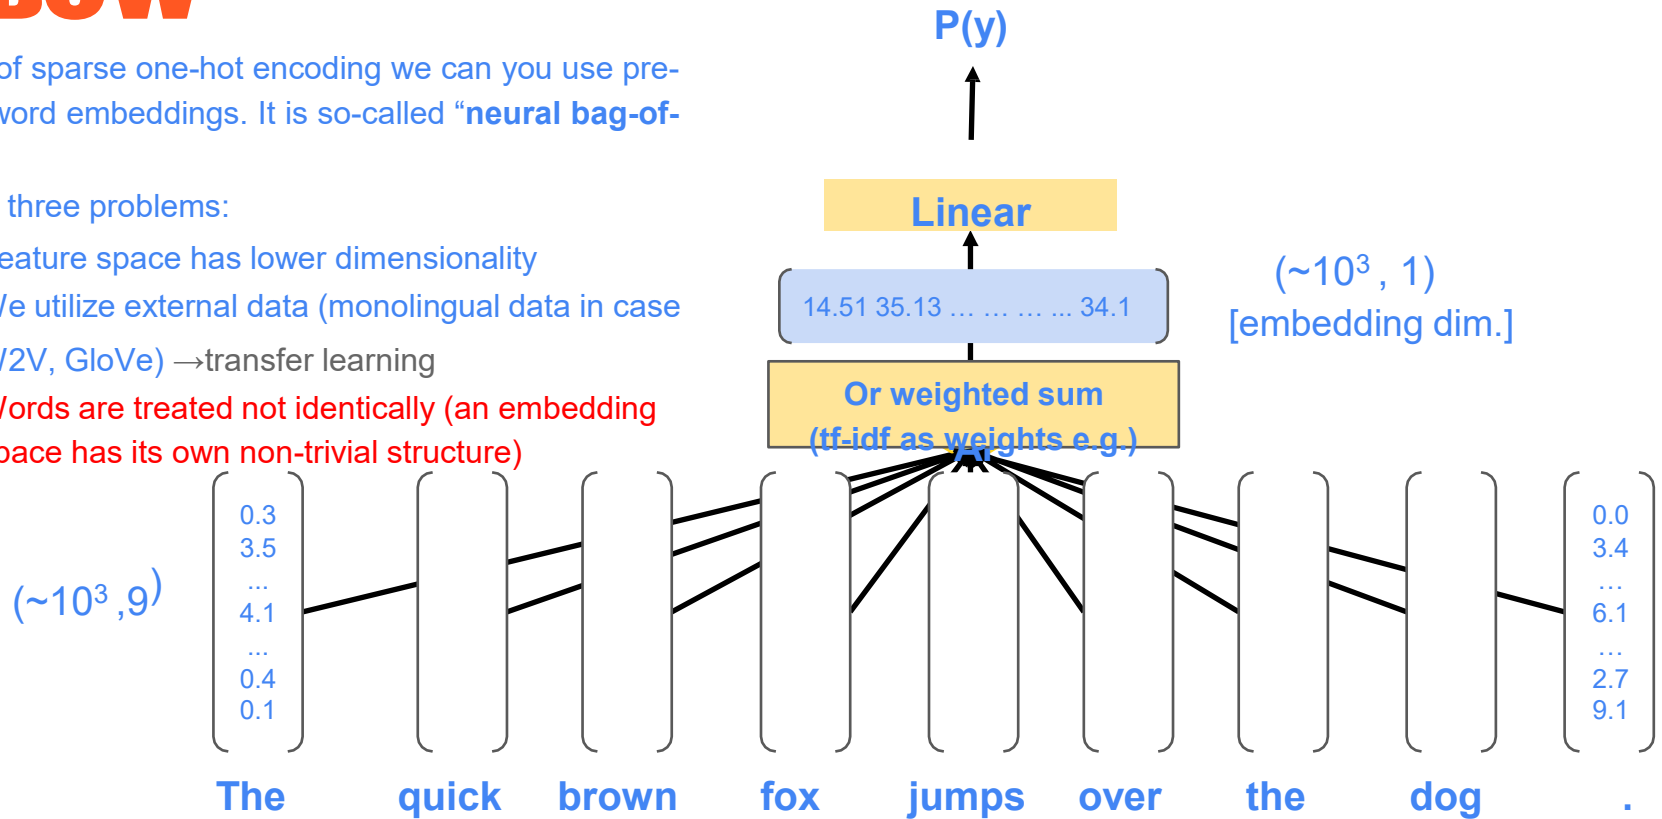 BOW
P(y)
of sparse one-hot encoding we can you use pre-
word embeddings. It is so-called “neural bag-of-
three problems:
eature space has lower dimensionality
We utilize external data (monolingual data in case
W2V, GloVe) →transfer learning
Words are treated not identically (an embedding
space has its own non-trivial structure)
Linear
14.51 35.13 … … … ... 34.1
(~10³ , 1)
[embedding dim.]
Or weighted sum
(tf-idf as weights e.g.)
(~10³ ,9)
0.3
3.5
...
4.1
...
0.4
0.1
0.0
3.4
…
6.1
…
2.7
9.1
The quick brown fox jumps over the dog .